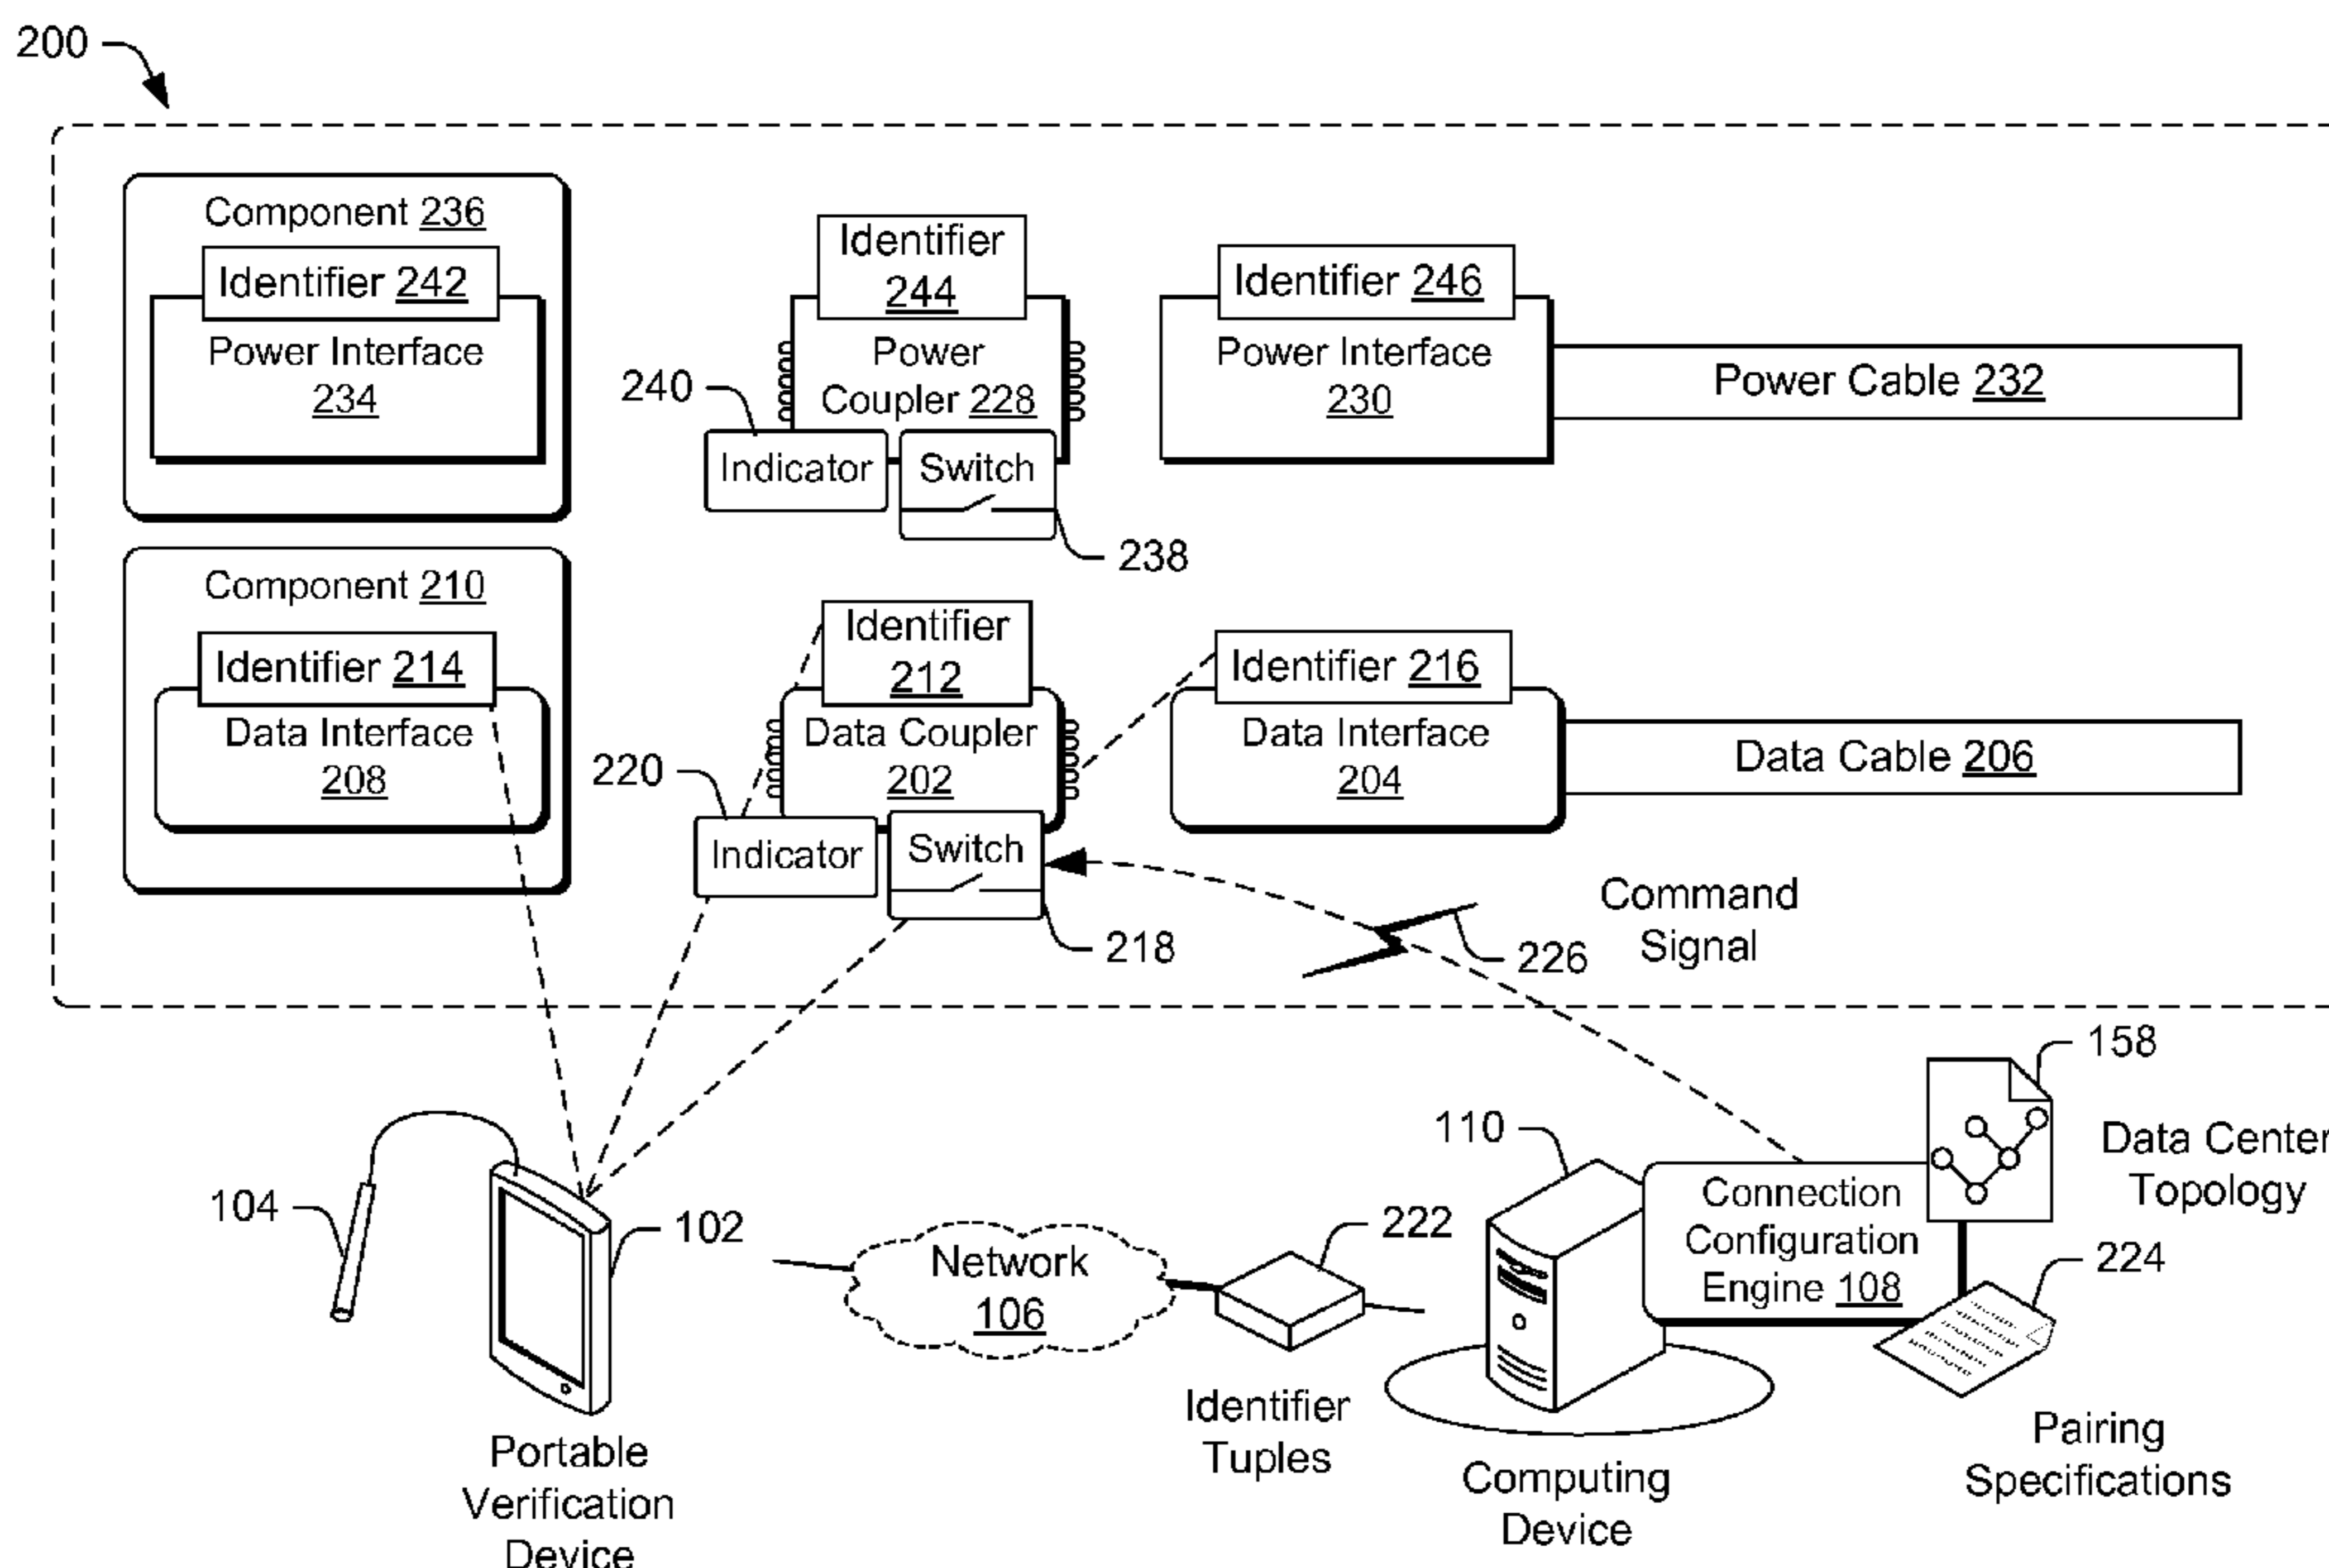 200
Component 236
Identifier 242
Power Interface
234
Identifier
244
Power
Coupler 228
240
Indicator
Switch
238
Identifier 246
Power Interface
230
Power Cable 232
Component 210
Identifier 214
Data Interface
208
Identifier
212
Data Coupler
202
220
Indicator
Switch
218
Identifier 216
Data Interface
204
Data Cable 206
Command
Signal
226
158
Data Center
Topology
110
Connection
Configuration
Engine 108
224
Pairing
Specifications
104
102
Portable
Verification
Device
Network
106
222
Identifier
Tuples
Computing
Device